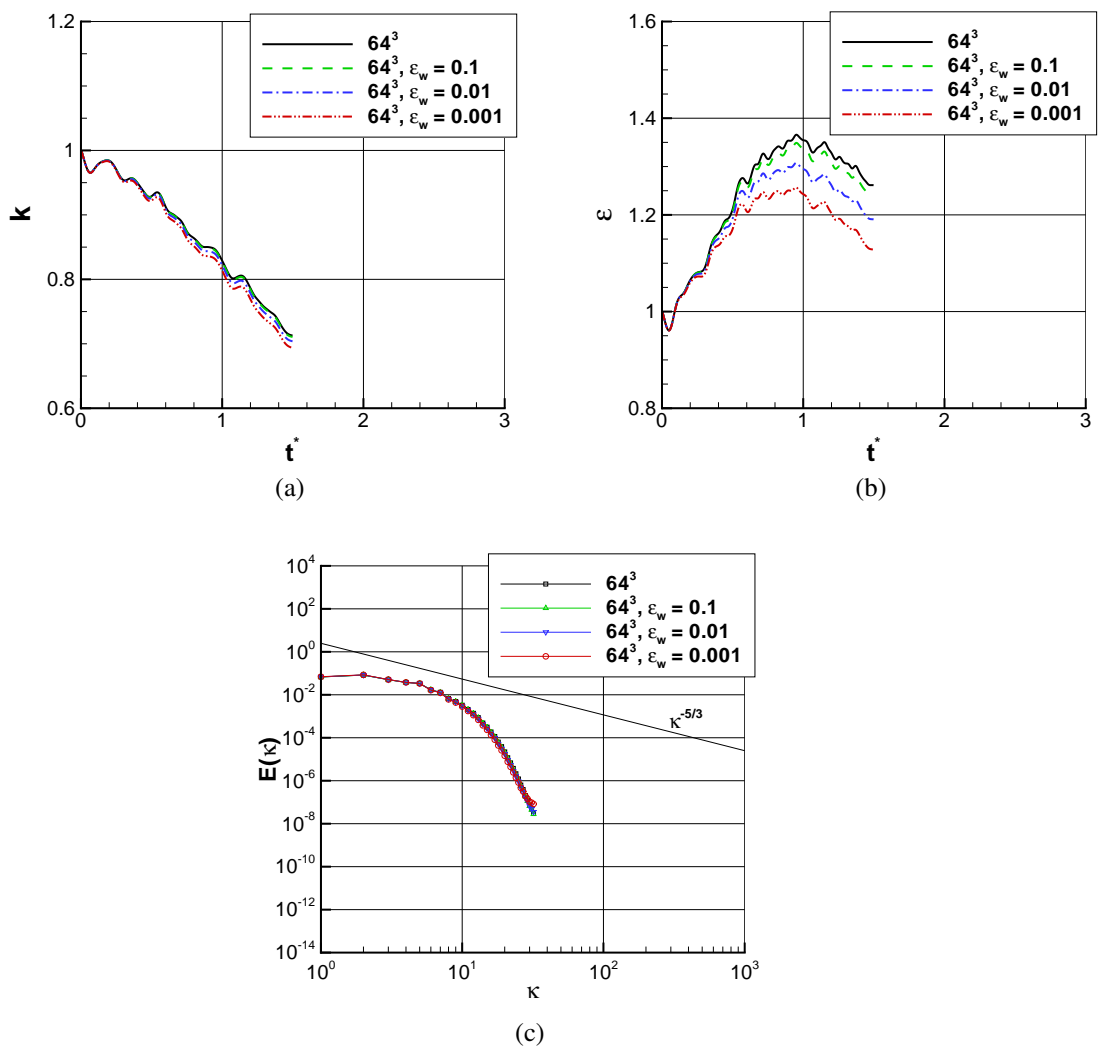 1.2
1
0.8
0.6
k
0
1
2
3
t*
64³
64³, ε_w = 0.1
64³, ε_w = 0.01
64³, ε_w = 0.001
(a)
1.6
1.4
1.2
1
0.8
ε
0
1
2
3
t*
64³
64³, ε_w = 0.1
64³, ε_w = 0.01
64³, ε_w = 0.001
(b)
10⁴
10²
10⁰
10⁻²
10⁻⁴
10⁻⁶
10⁻⁸
10⁻¹⁰
10⁻¹²
10⁻¹⁴
E(κ)
10⁰
10¹
10²
10³
κ
64³
64³, ε_w = 0.1
64³, ε_w = 0.01
64³, ε_w = 0.001
κ⁻⁵/³
(c)